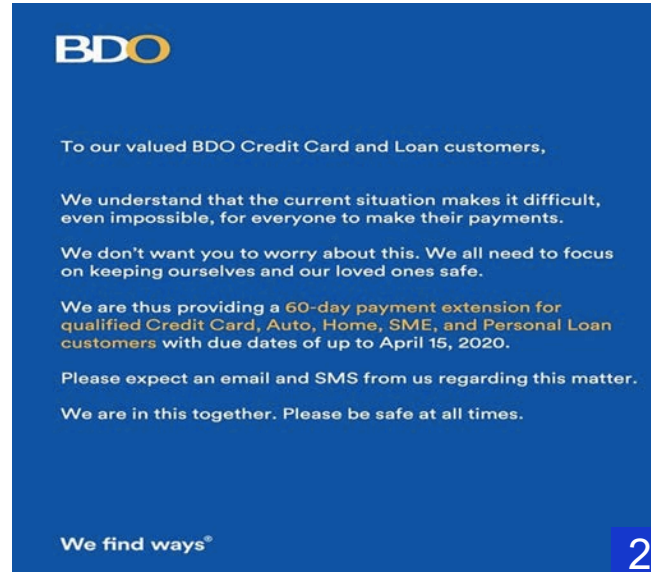 BDO
To our valued BDO Credit Card and Loan customers,
We understand that the current situation makes it difficult,
even impossible, for everyone to make their payments.
We don't want you to worry about this. We all need to focus
on keeping ourselves and our loved ones safe.
We are thus providing a 60-day payment extension for
qualified Credit Card, Auto, Home, SME, and Personal Loan
customers with due dates of up to April 15, 2020.
Please expect an email and SMS from us regarding this matter.
We are in this together. Please be safe at all times.
We find ways®
2